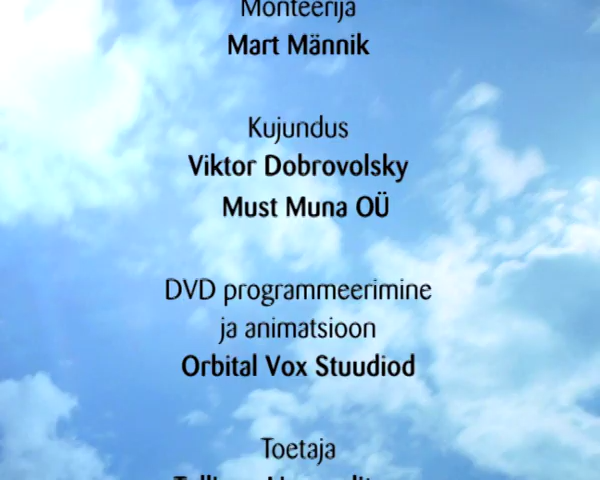 Monteerija
Mart Männik
Kujundus
Viktor Dobrovolsky
Must Muna OÜ
DVD programmeerimine
ja animatsioon
Orbital Vox Stuudiod
Toetaja